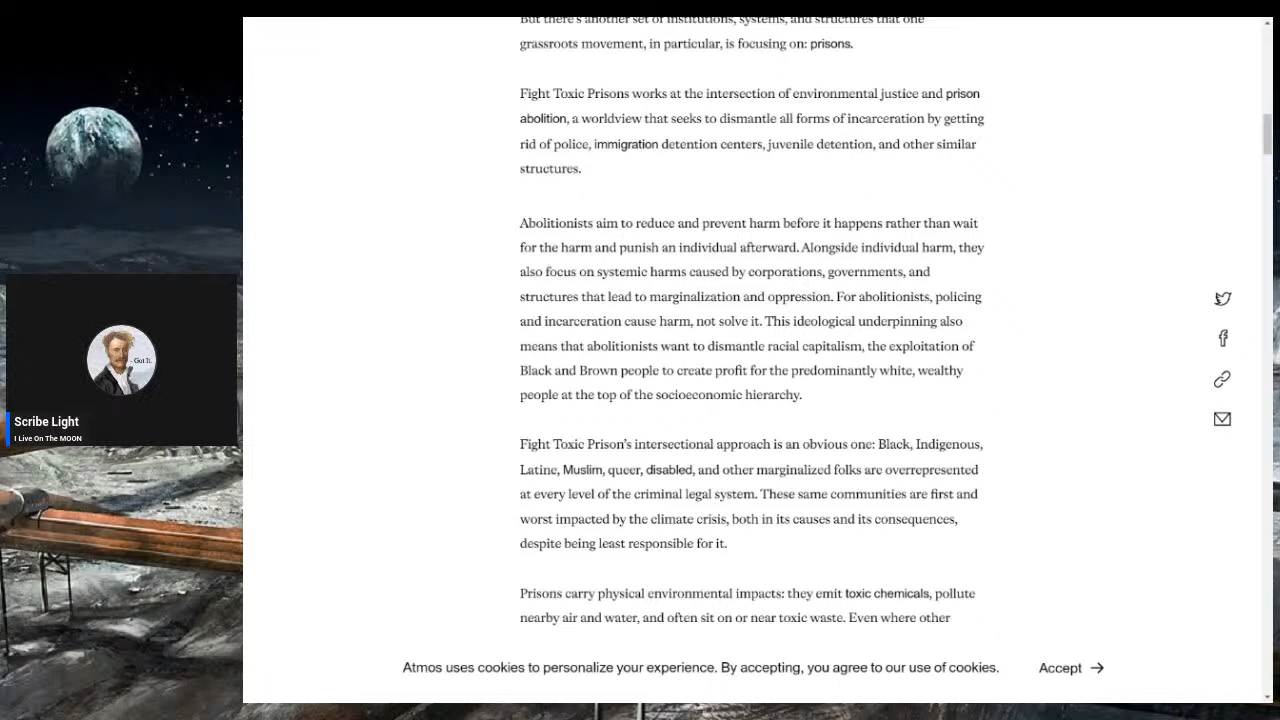 But there's another set of institutions, systems, and structures that one
grassroots movement, in particular, is focusing on: prisons.
Fight Toxic Prisons works at the intersection of environmental justice and prison
abolition, a worldview that seeks to dismantle all forms of incarceration by getting
rid of police, immigration detention centers, juvenile detention, and other similar
structures.
Abolitionists aim to reduce and prevent harm before it happens rather than wait
for the harm and punish an individual afterward. Alongside individual harm, they
also focus on systemic harms caused by corporations, governments, and
structures that lead to marginalization and oppression. For abolitionists, policing
and incarceration cause harm, not solve it. This ideological underpinning also
means that abolitionists want to dismantle racial capitalism, the exploitation of
Black and Brown people to create profit for the predominantly white, wealthy
people at the top of the socioeconomic hierarchy.
- Got It.
Scribe Light
I Live On The MOON
Fight Toxic Prison's intersectional approach is an obvious one: Black, Indigenous,
Latine, Muslim, queer, disabled, and other marginalized folks are overrepresented
at every level of the criminal legal system. These same communities are first and
worst impacted by the climate crisis, both in its causes and its consequences,
despite being least responsible for it.
Prisons carry physical environmental impacts: they emit toxic chemicals, pollute
nearby air and water, and often sit on or near toxic waste. Even where other
Atmos uses cookies to personalize your experience. By accepting, you agree to our use of cookies.
Accept →